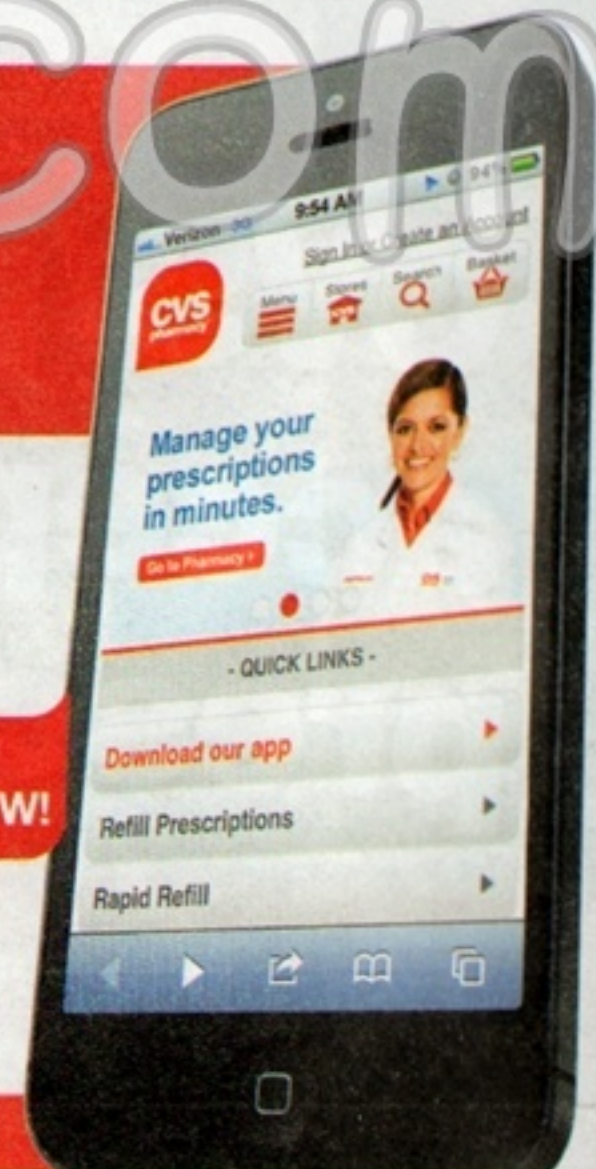 com
Verizon 3G 9:54 AM 94%
Sign In or Create an Account
CVS
pharmacy
Menu Stores Search Basket
Manage your
prescriptions
in minutes.
Go to Pharmacy ›
- QUICK LINKS -
Download our app
W!
Refill Prescriptions
Rapid Refill